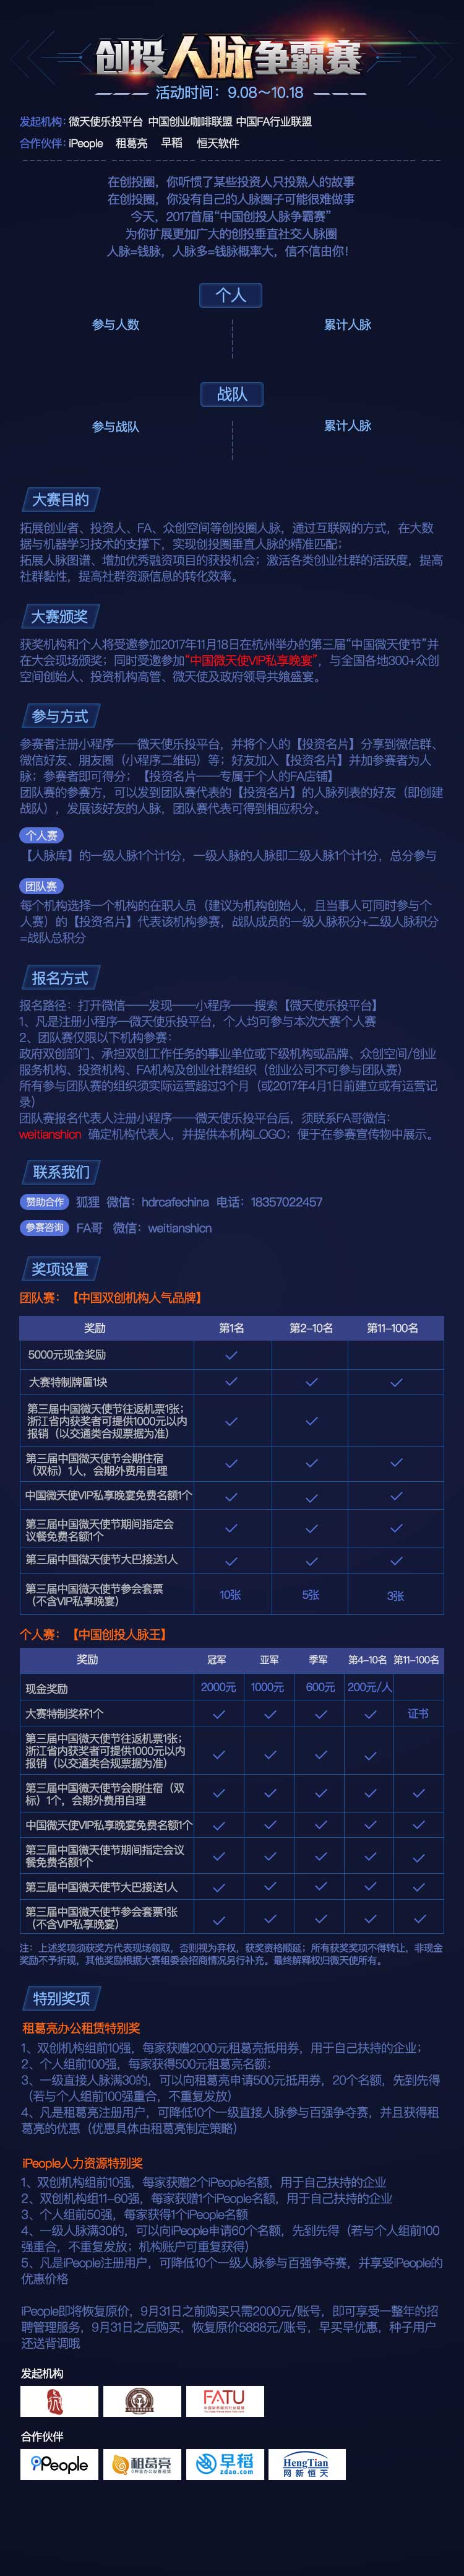 创投人脉争霸赛
活动时间：9.08～10.18
发起机构：微天使乐投平台 中国创业咖啡联盟 中国FA行业联盟
合作伙伴：iPeople 租葛亮 早稻 恒天软件
在创投圈，你听惯了某些投资人只投熟人的故事
在创投圈，你没有自己的人脉圈子可能很难做事
今天，2017首届“中国创投人脉争霸赛”
为你扩展更加广大的创投垂直社交人脉圈
人脉=钱脉，人脉多=钱脉概率大，信不信由你！
个人
参与人数 累计人脉
战队
参与战队 累计人脉
大赛目的
拓展创业者、投资人、FA、众创空间等创投圈人脉，通过互联网的方式，在大数
据与机器学习技术的支撑下，实现创投圈垂直人脉的精准匹配；
拓展人脉图谱、增加优秀融资项目的获投机会；激活各类创业社群的活跃度，提高
社群黏性，提高社群资源信息的转化效率。
大赛颁奖
获奖机构和个人将受邀参加2017年11月18日在杭州举办的第三届“中国微天使节”并
在大会现场颁奖；同时受邀参加“中国微天使VIP私享晚宴”，与全国各地300+众创
空间创始人、投资机构高管、微天使及政府领导共飨盛宴。
参与方式
参赛者注册小程序——微天使乐投平台，并将个人的【投资名片】分享到微信群、
微信好友、朋友圈（小程序二维码）等；好友加入【投资名片】并加参赛者为人
脉；参赛者即可得分；【投资名片——专属于个人的FA店铺】
团队赛的参赛方，可以发到团队赛代表的【投资名片】的人脉列表的好友（即创建
战队），发展该好友的人脉，团队赛代表可得到相应积分。
个人赛
【人脉库】的一级人脉1个计1分，一级人脉的人脉即二级人脉1个计1分，总分参与
团队赛
每个机构选择一个机构的在职人员（建议为机构创始人，且当事人可同时参与个
人赛）的【投资名片】代表该机构参赛，战队成员的一级人脉积分+二级人脉积分
=战队总积分
报名方式
报名路径：打开微信——发现——小程序——搜索【微天使乐投平台】
1、凡是注册小程序—微天使乐投平台，个人均可参与本次大赛个人赛
2、团队赛仅限以下机构参赛：
政府双创部门、承担双创工作任务的事业单位或下级机构或品牌、众创空间/创业
服务机构、投资机构、FA机构及创业社群组织（创业公司不可参与团队赛）
所有参与团队赛的组织须实际运营超过3个月（或2017年4月1日前建立或有运营记
录）
团队赛报名代表人注册小程序——微天使乐投平台后，须联系FA哥微信：
weitianshicn 确定机构代表人，并提供本机构LOGO；便于在参赛宣传物中展示。
联系我们
赞助合作 狐狸 微信：hdrcafechina 电话：18357022457
参赛咨询 FA哥 微信：weitianshicn
奖项设置
团队赛：【中国双创机构人气品牌】
奖励 第1名 第2-10名 第11-100名
5000元现金奖励
大赛特制牌匾1块
第三届中国微天使节往返机票1张；
浙江省内获奖者可提供1000元以内
报销（以交通类合规票据为准）
第三届中国微天使节会期住宿
（双标）1人，会期外费用自理
中国微天使VIP私享晚宴免费名额1个
第三届中国微天使节期间指定会
议餐免费名额1个
第三届中国微天使节大巴接送1人
第三届中国微天使节参会套票
（不含VIP私享晚宴） 10张 5张 3张
个人赛：【中国创投人脉王】
奖励 冠军 亚军 季军 第4-10名 第11-100名
现金奖励 2000元 1000元 600元 200元/人
大赛特制奖杯1个 证书
第三届中国微天使节往返机票1张；
浙江省内获奖者可提供1000元以内
报销（以交通类合规票据为准）
第三届中国微天使节会期住宿（双
标）1个，会期外费用自理
中国微天使VIP私享晚宴免费名额1个
第三届中国微天使节期间指定会议
餐免费名额1个
第三届中国微天使节大巴接送1人
第三届中国微天使节参会套票1张
（不含VIP私享晚宴）
注：上述奖项须获奖方代表现场领取，否则视为弃权，获奖资格顺延；所有获奖奖项不得转让，非现金
奖励不予折现，其他奖励根据大赛组委会招商情况另行补充。最终解释权归微天使所有。
特别奖项
租葛亮办公租赁特别奖
1、双创机构组前10强，每家获赠2000元租葛亮抵用券，用于自己扶持的企业；
2、个人组前100强，每家获得500元租葛亮名额；
3、一级直接人脉满30的，可以向租葛亮申请500元抵用券，20个名额，先到先得
（若与个人组前100强重合，不重复发放）
4、凡是租葛亮注册用户，可降低10个一级直接人脉参与百强争夺赛，并且获得租
葛亮的优惠（优惠具体由租葛亮制定策略）
iPeople人力资源特别奖
1、双创机构组前10强，每家获赠2个iPeople名额，用于自己扶持的企业
2、双创机构组11-60强，每家获赠1个iPeople名额，用于自己扶持的企业
3、个人组前50强，每家获得1个iPeople名额
4、一级人脉满30的，可以向iPeople申请60个名额，先到先得（若与个人组前100
强重合，不重复发放；机构账户可重复获得）
5、凡是iPeople注册用户，可降低10个一级人脉参与百强争夺赛，并享受iPeople的
优惠价格
iPeople即将恢复原价，9月31日之前购买只需2000元/账号，即可享受一整年的招
聘管理服务，9月31日之后购买，恢复原价5888元/账号，早买早优惠，种子用户
还送背调哦
发起机构
FATU
合作伙伴
iPeople 租葛亮 早稻 HengTian
zdao.com 网新恒天